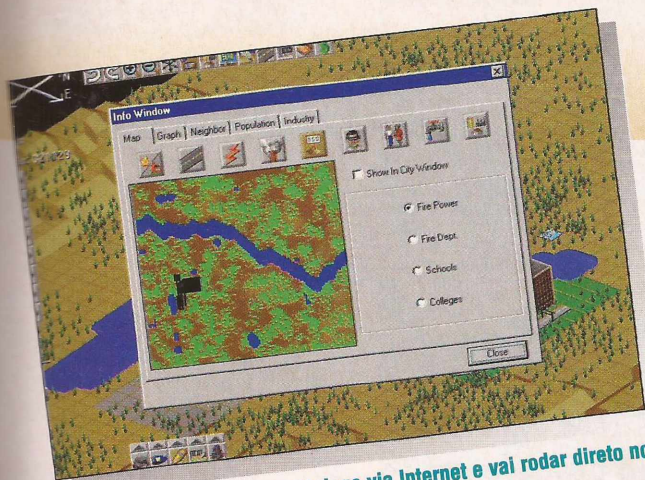 Info Window
Map Graph Neighbor Population Industry
Show In City Window
Fire Power
Fire Dept.
Schools
Colleges
Close
N
E
via Internet e vai rodar direto no